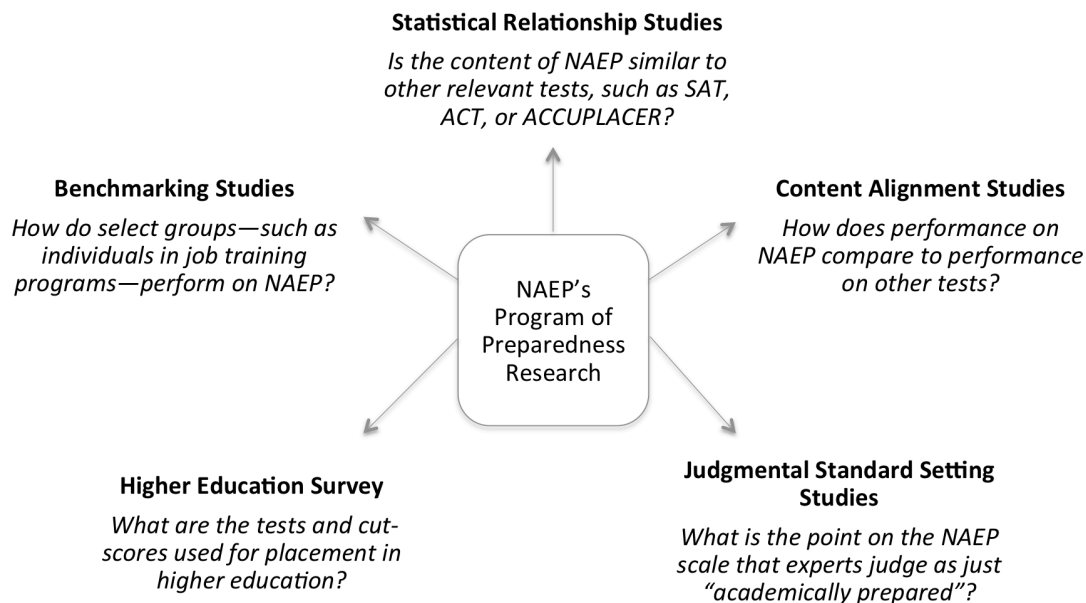 Statistical Relationship Studies
Is the content of NAEP similar to
other relevant tests, such as SAT,
ACT, or ACCUPLACER?
Benchmarking Studies
How do select groups—such as
individuals in job training
programs—perform on NAEP?
Content Alignment Studies
How does performance on
NAEP compare to performance
on other tests?
NAEP’s
Program of
Preparedness
Research
Higher Education Survey
What are the tests and cut-
scores used for placement in
higher education?
Judgmental Standard Setting
Studies
What is the point on the NAEP
scale that experts judge as just
“academically prepared”?